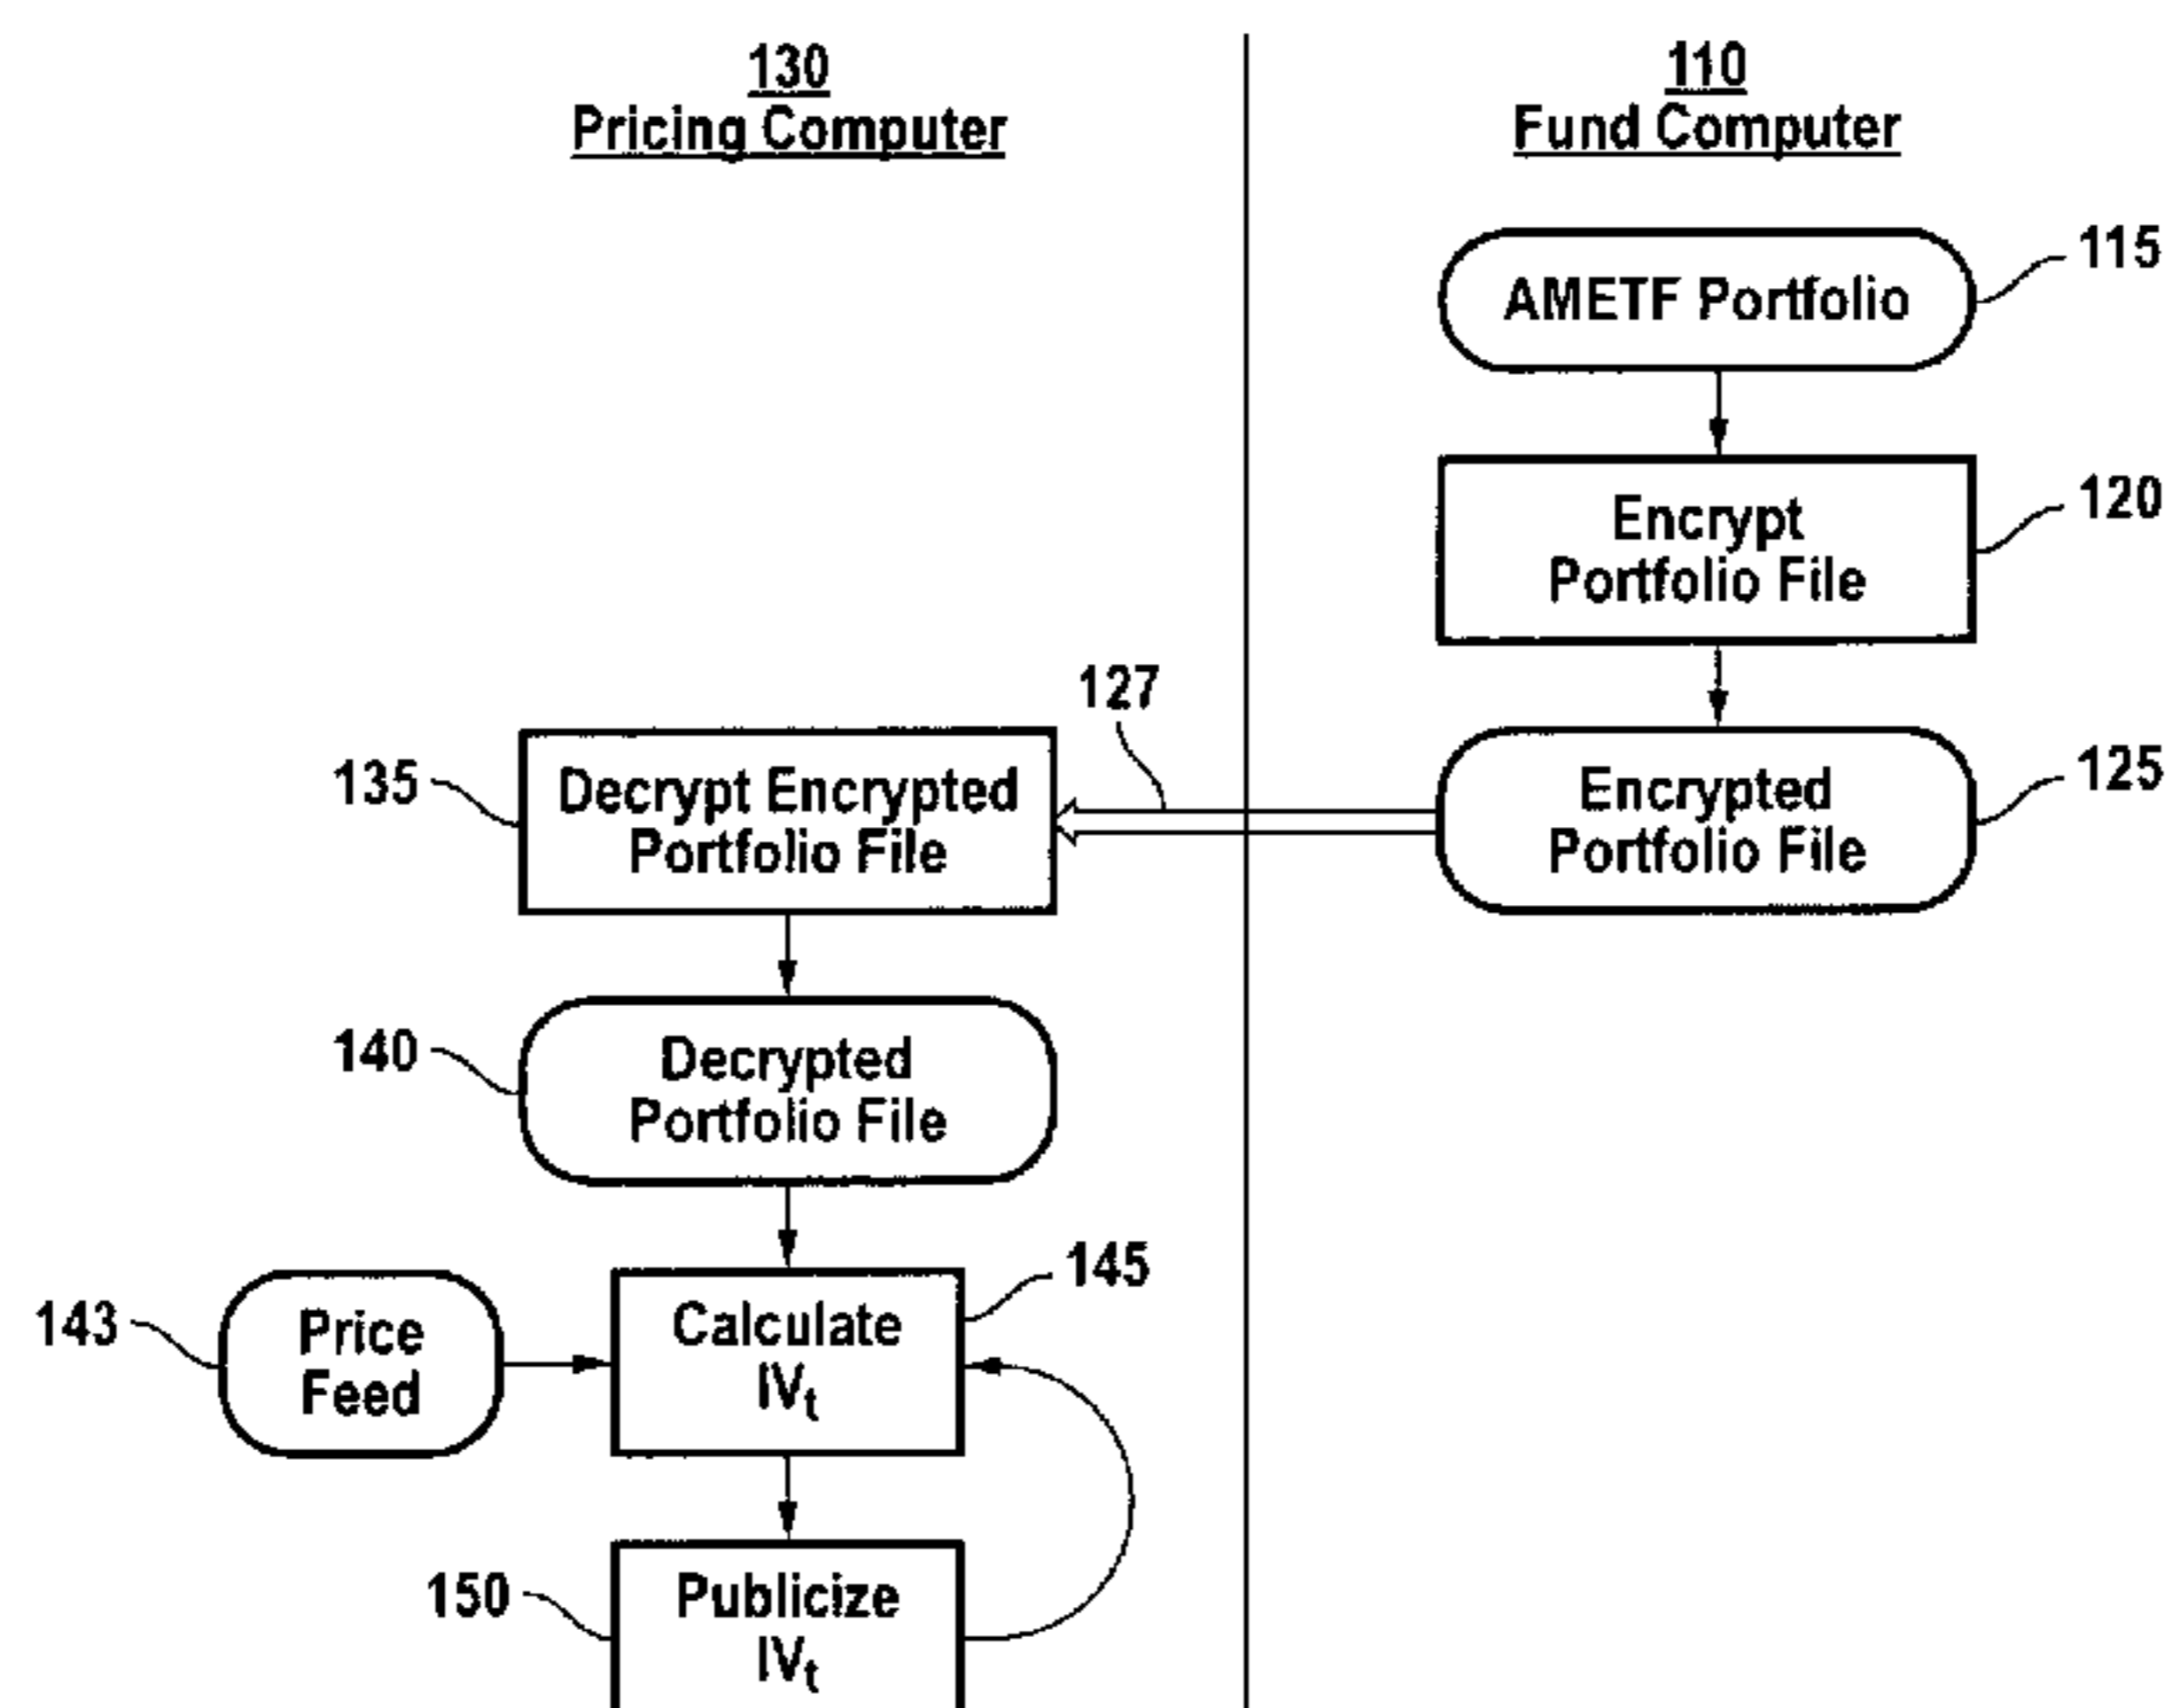 130
Pricing Computer
110
Fund Computer
AMETF Portfolio
115
Encrypt
Portfolio File
120
127
135
Decrypt Encrypted
Portfolio File
Encrypted
Portfolio File
125
140
Decrypted
Portfolio File
143
Price
Feed
Calculate
IVt
145
150
Publicize
IVt